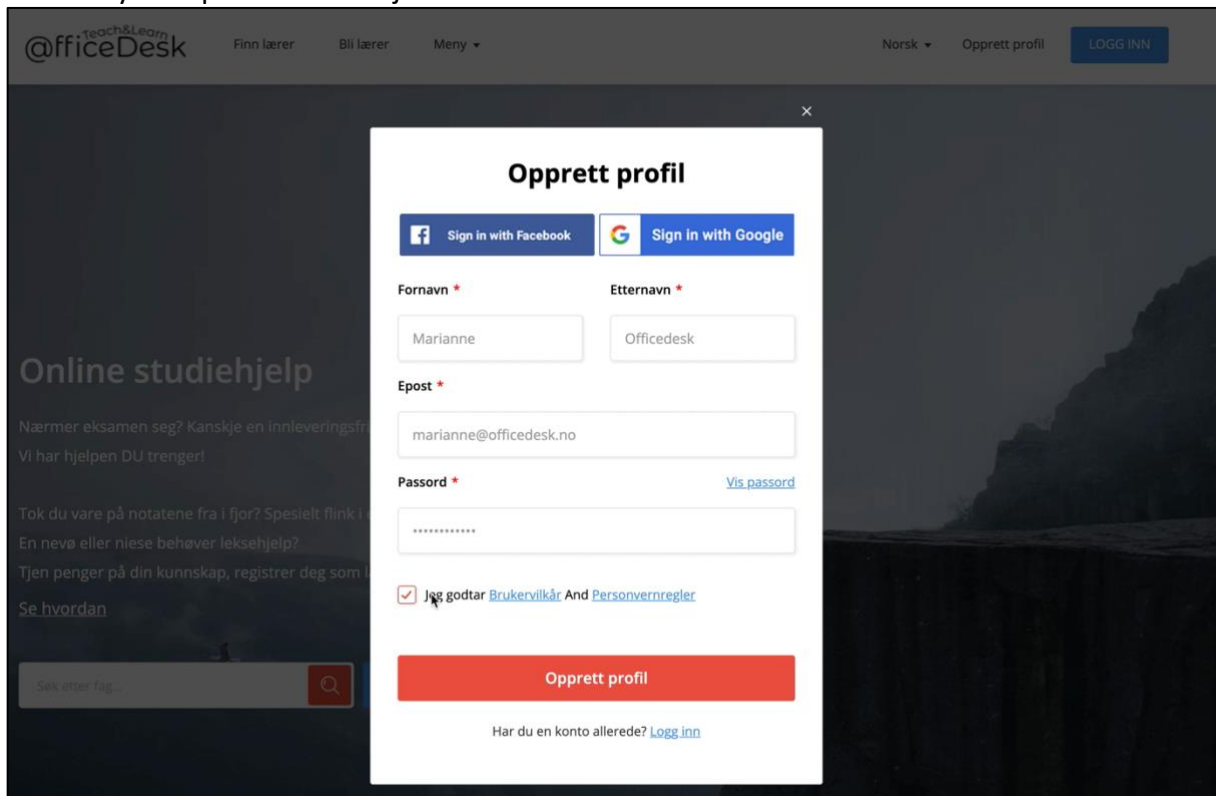 Teach&Learn
@fficeDesk
Finn lærer
Bli lærer
Meny
Norsk
Opprett profil
LOGG INN
×
Opprett profil
Sign in with Facebook
Sign in with Google
Fornavn *
Etternavn *
Marianne
Officedesk
Epost *
marianne@officedesk.no
Passord *
Vis passord
••••••••••••
Jeg godtar Brukervilkår And Personvernregler
Opprett profil
Har du en konto allerede? Logg inn
Online studiehjelp
Nærmer eksamen seg? Kanskje en innleveringsfr
Vi har hjelpen DU trenger!
Tok du vare på notatene fra i fjor? Spesielt flink i
En nevø eller niese behøver leksehjelp?
Tjen penger på din kunnskap, registrer deg som
Se hvordan
Søk etter fag...